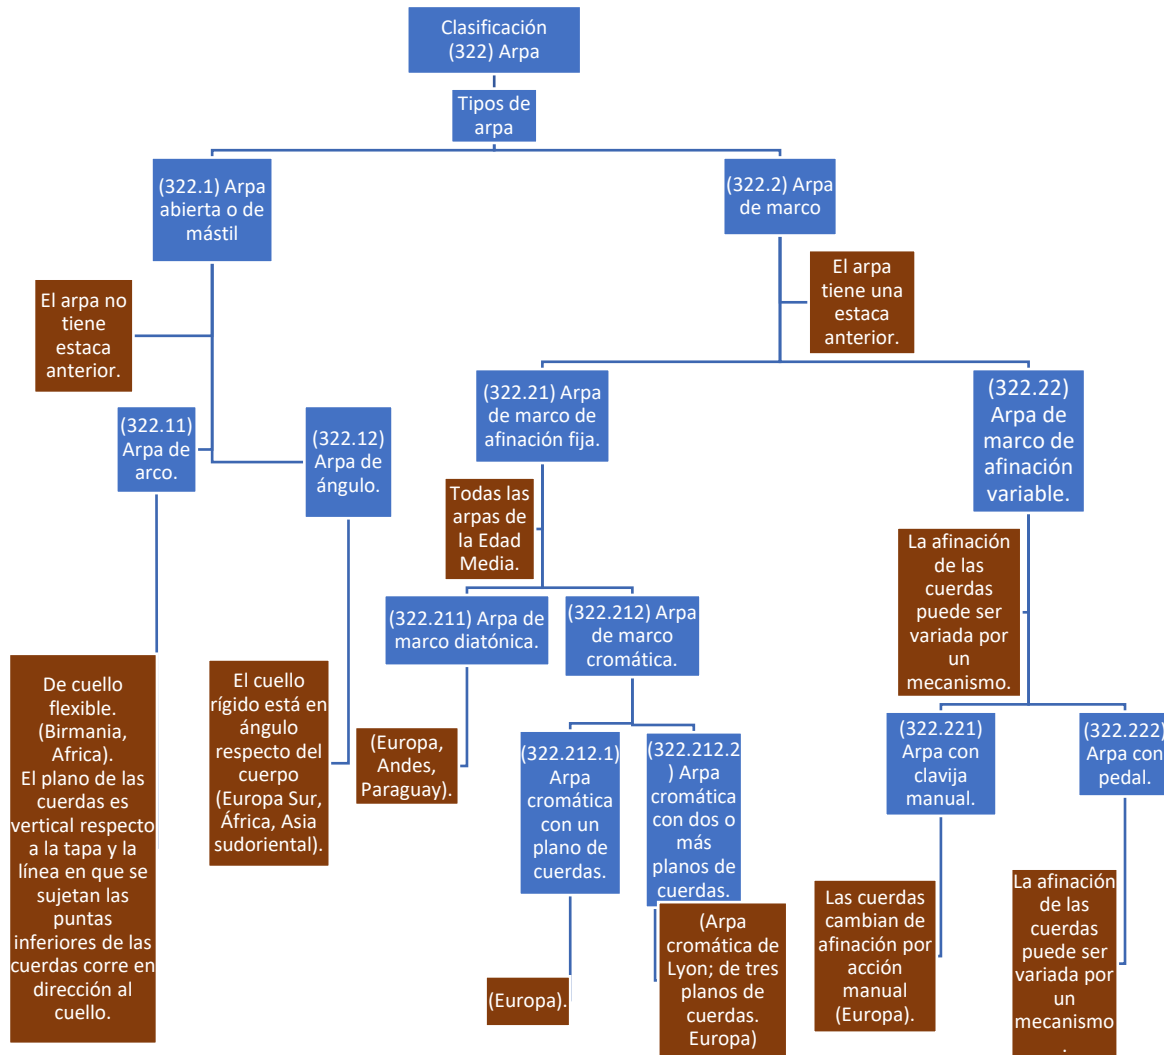 Clasificación
(322) Arpa
Tipos de
arpa
(322.1) Arpa
abierta o de
mástil
(322.2) Arpa
de marco
El arpa no
tiene
estaca
anterior.
El arpa
tiene una
estaca
anterior.
(322.11)
Arpa de
arco.
(322.12)
Arpa de
ángulo.
(322.21) Arpa
de marco de
afinación fija.
(322.22)
Arpa de
marco de
afinación
variable.
Todas las
arpas de
la Edad
Media.
La afinación
de las
cuerdas
puede ser
variada por
un
mecanismo.
(322.211) Arpa de
marco diatónica.
(322.212) Arpa
de marco
cromática.
De cuello
flexible.
(Birmania,
Africa).
El plano de las
cuerdas es
vertical respecto
a la tapa y la
línea en que se
sujetan las
puntas
inferiores de las
cuerdas corre en
dirección al
cuello.
El cuello
rígido está en
ángulo
respecto del
cuerpo
(Europa Sur,
África, Asia
sudoriental).
(Europa,
Andes,
Paraguay).
(322.212.1)
Arpa
cromática
con un
plano de
cuerdas.
(322.212.2
) Arpa
cromática
con dos o
más
planos de
cuerdas.
(322.221)
Arpa con
clavija
manual.
(322.222)
Arpa con
pedal.
(Europa).
(Arpa
cromática de
Lyon; de tres
planos de
cuerdas.
Europa)
Las cuerdas
cambian de
afinación por
acción
manual
(Europa).
La afinación
de las
cuerdas
puede ser
variada por
un
mecanismo
.